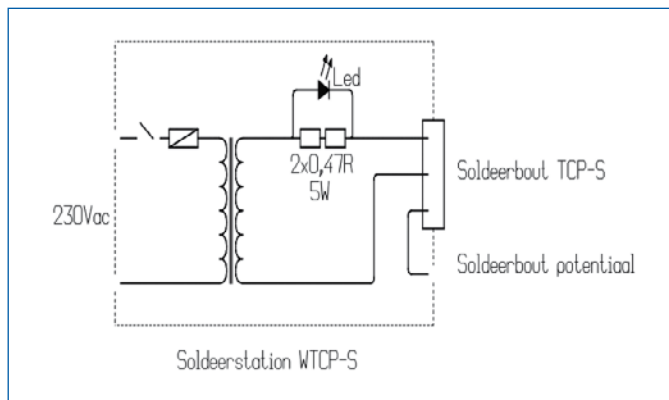 Led
2x0,47R
5W
Soldeerbout TCP-S
230Vac
Soldeerbout potentiaal
Soldeerstation WTCP-S